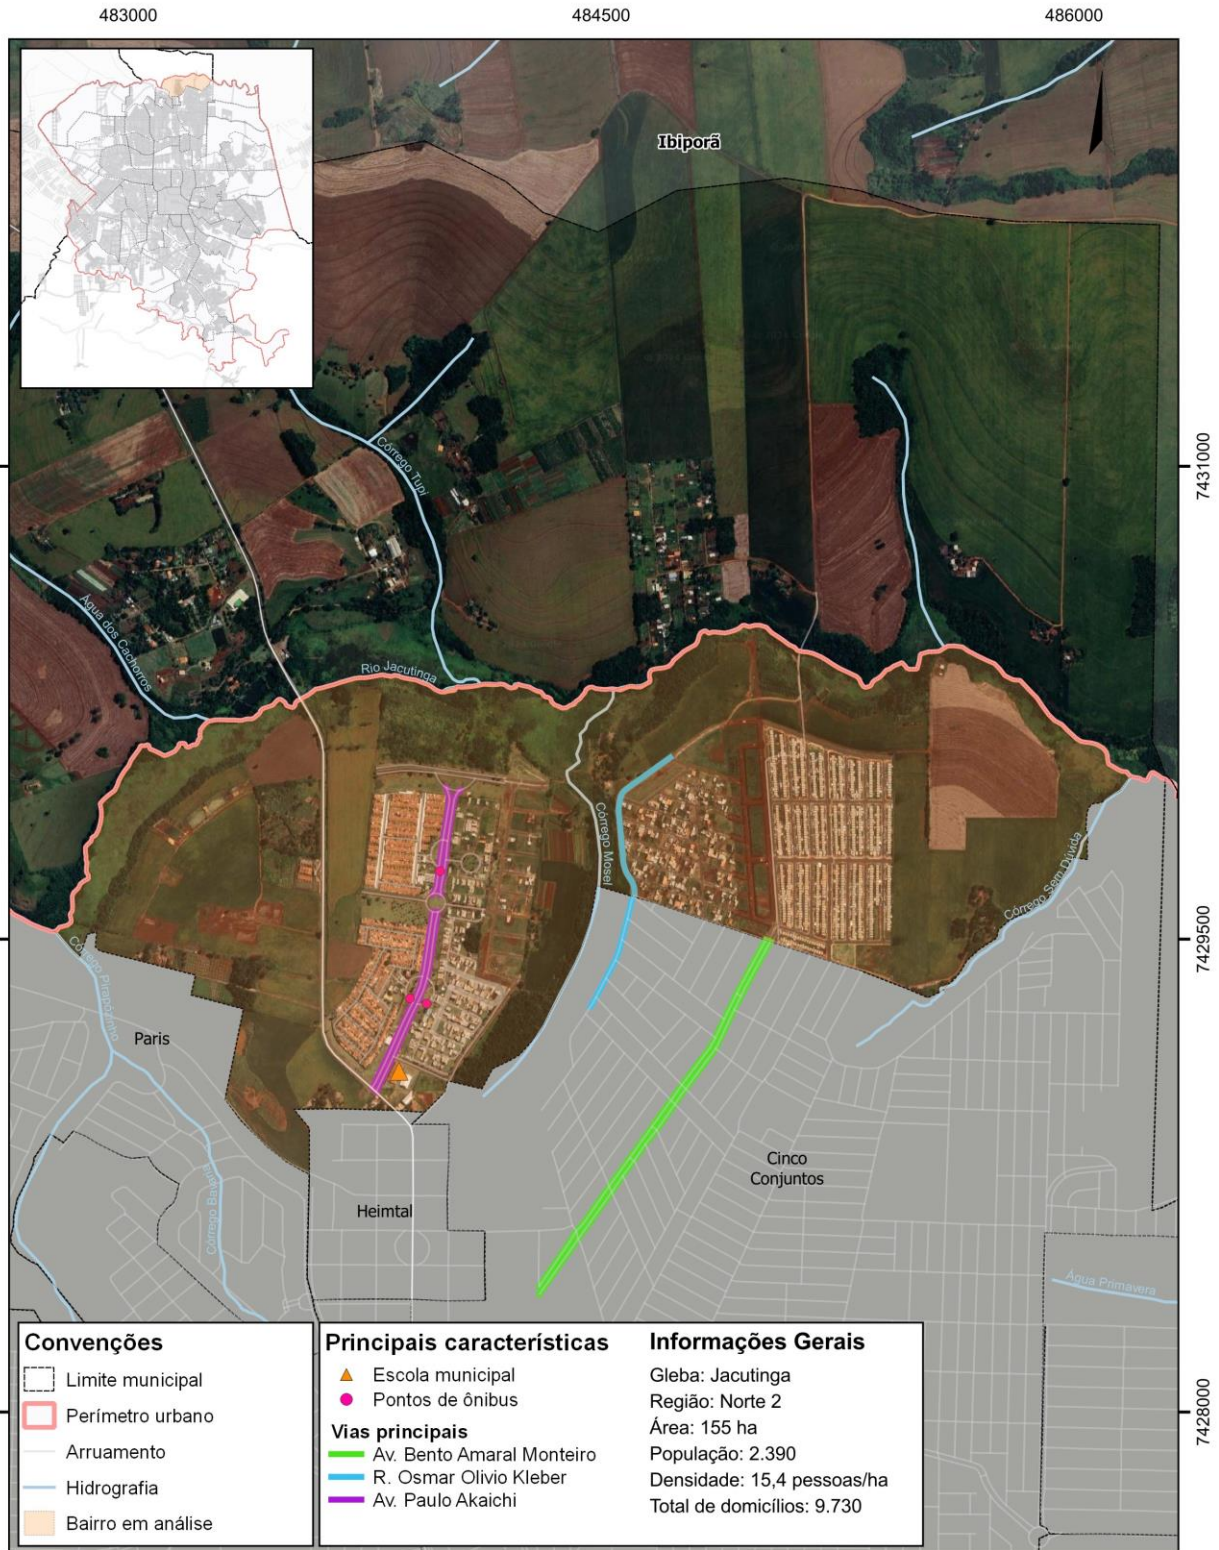 483000
484500
486000
Ibiporã
7431000
Córrego Tupi
Água dos Cachorros
Rio Jacutinga
Córrego Mosel
Córrego Sem Dúvida
7429500
Córrego Pirapózinho
Paris
Cinco
Conjuntos
Heimtal
Córrego Bavária
Água Primavera
7428000
Convenções
Limite municipal
Perímetro urbano
Arruamento
Hidrografia
Bairro em análise
Principais características
Escola municipal
Pontos de ônibus
Vias principais
Av. Bento Amaral Monteiro
R. Osmar Olivio Kleber
Av. Paulo Akaichi
Informações Gerais
Gleba: Jacutinga
Região: Norte 2
Área: 155 ha
População: 2.390
Densidade: 15,4 pessoas/ha
Total de domicílios: 9.730